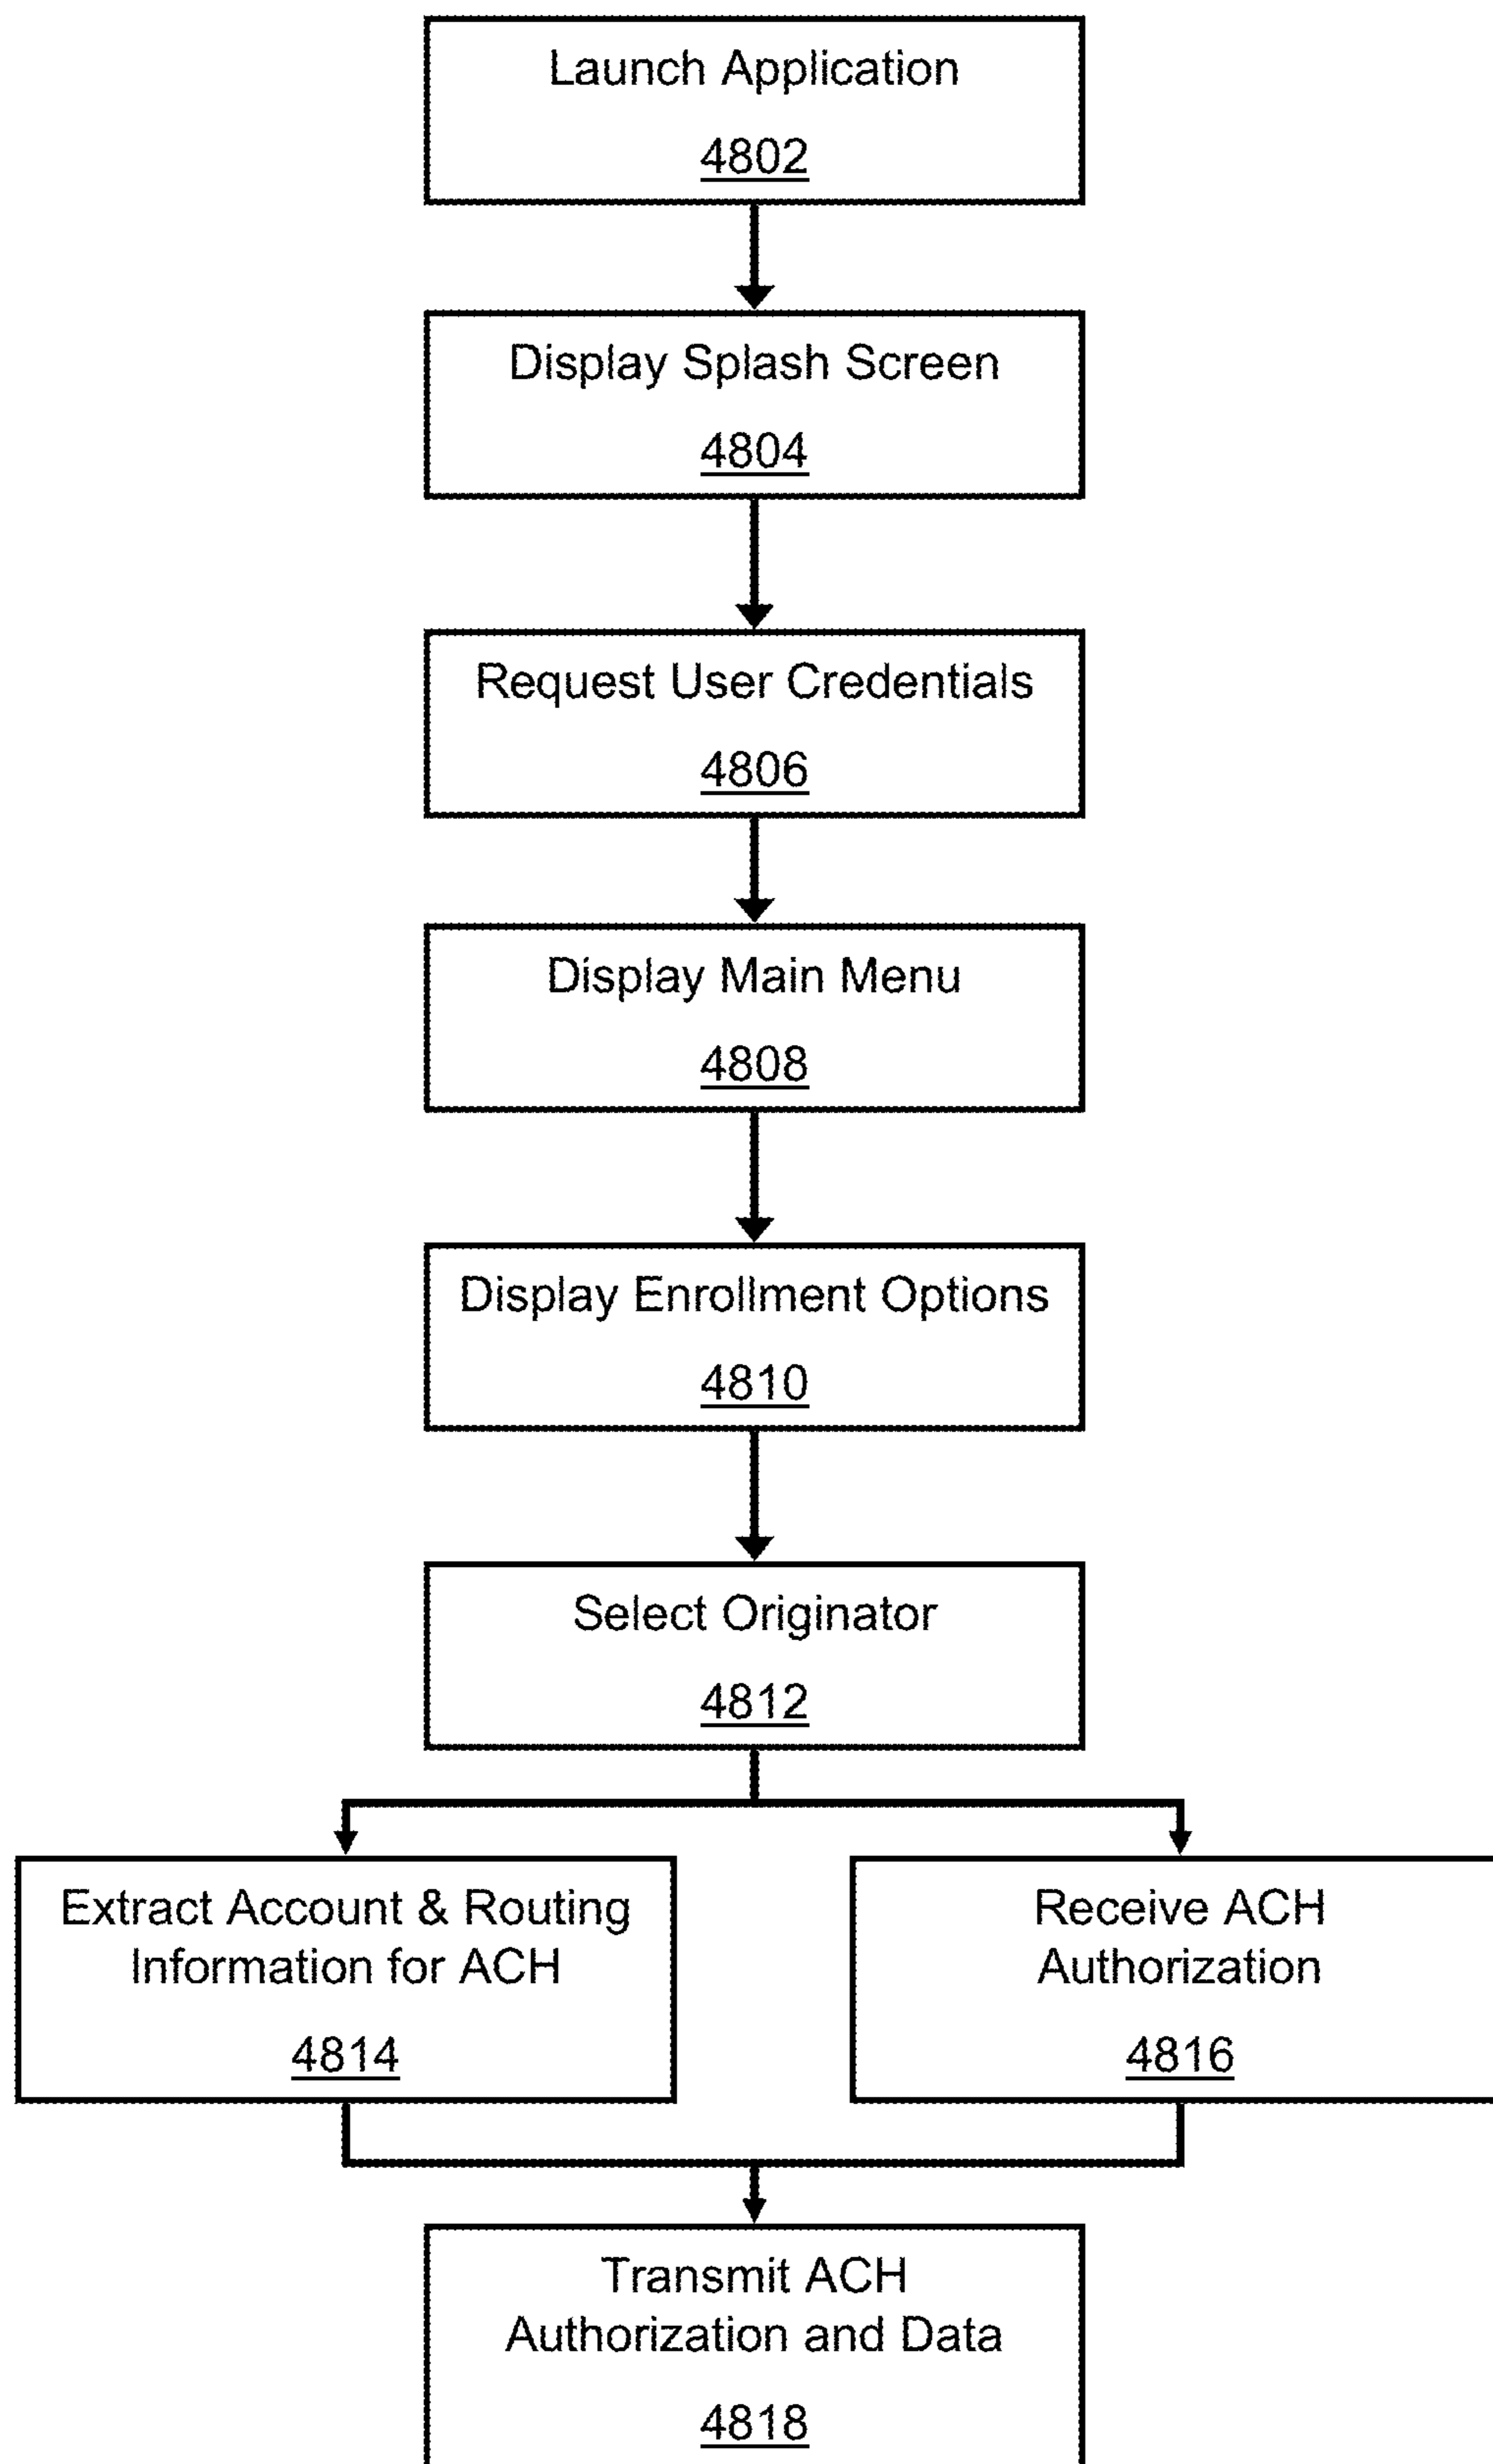 Launch Application
4802
Display Splash Screen
4804
Request User Credentials
4806
Display Main Menu
4808
Display Enrollment Options
4810
Select Originator
4812
Extract Account & Routing
Information for ACH
4814
Receive ACH
Authorization
4816
Transmit ACH
Authorization and Data
4818